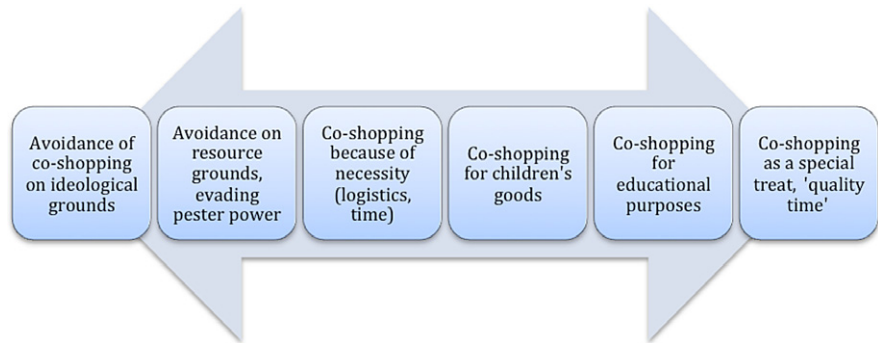 Avoidance of
co-shopping
on ideological
grounds
Avoidance on
resource
grounds,
evading
pester power
Co-shopping
because of
necessity
(logistics,
time)
Co-shopping
for children's
goods
Co-shopping
for
educational
purposes
Co-shopping
as a special
treat, 'quality
time'